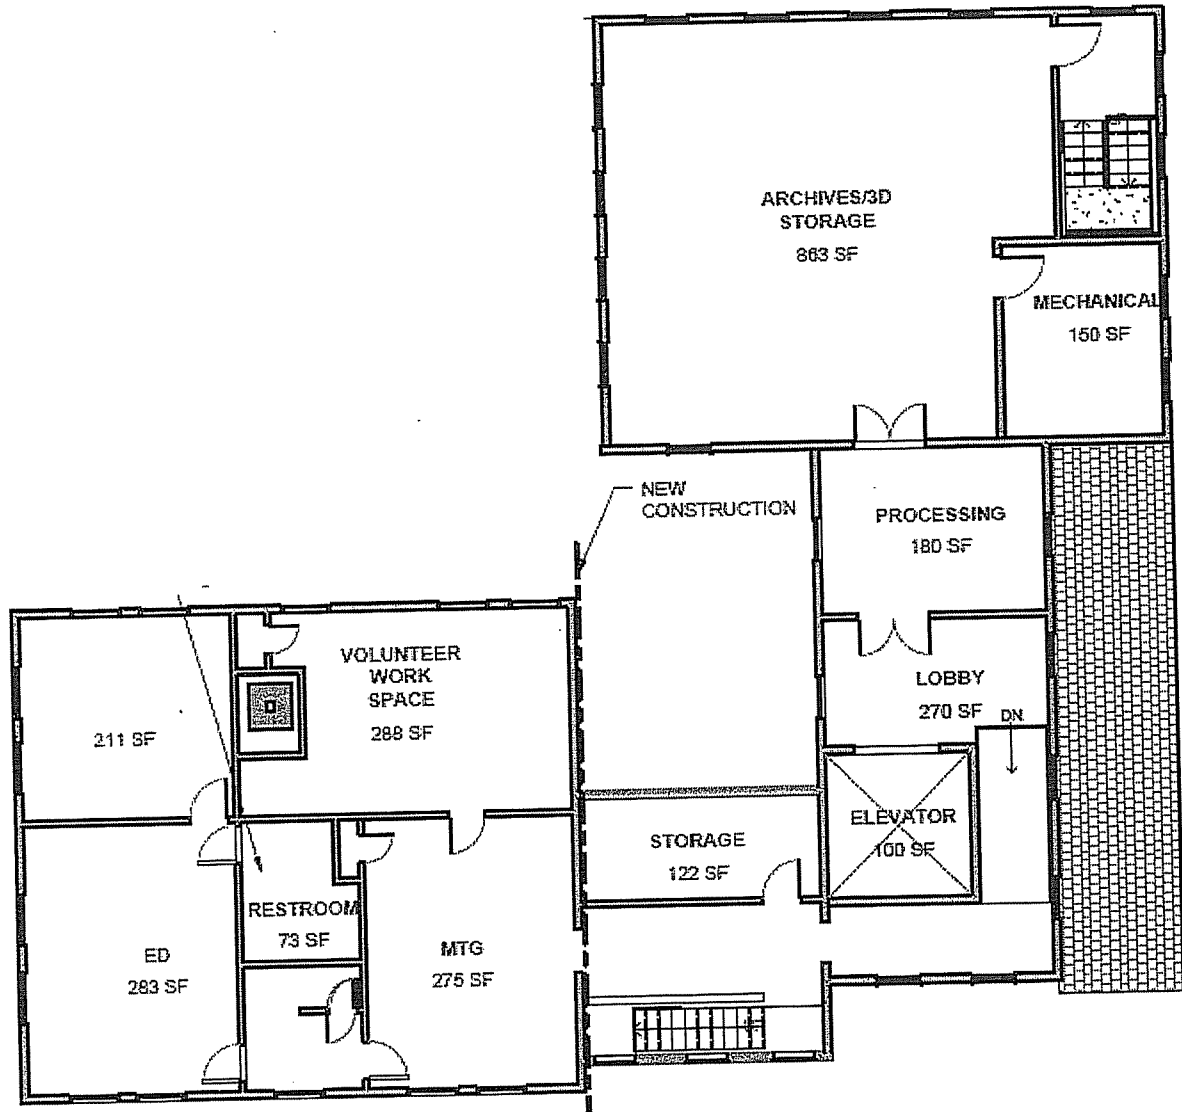 ARCHIVES/3D
STORAGE
863 SF
MECHANICAL
150 SF
NEW
CONSTRUCTION
PROCESSING
180 SF
VOLUNTEER
WORK
SPACE
288 SF
LOBBY
270 SF
DN
211 SF
ELEVATOR
100 SF
STORAGE
122 SF
RESTROOM
73 SF
ED
283 SF
MTG
275 SF